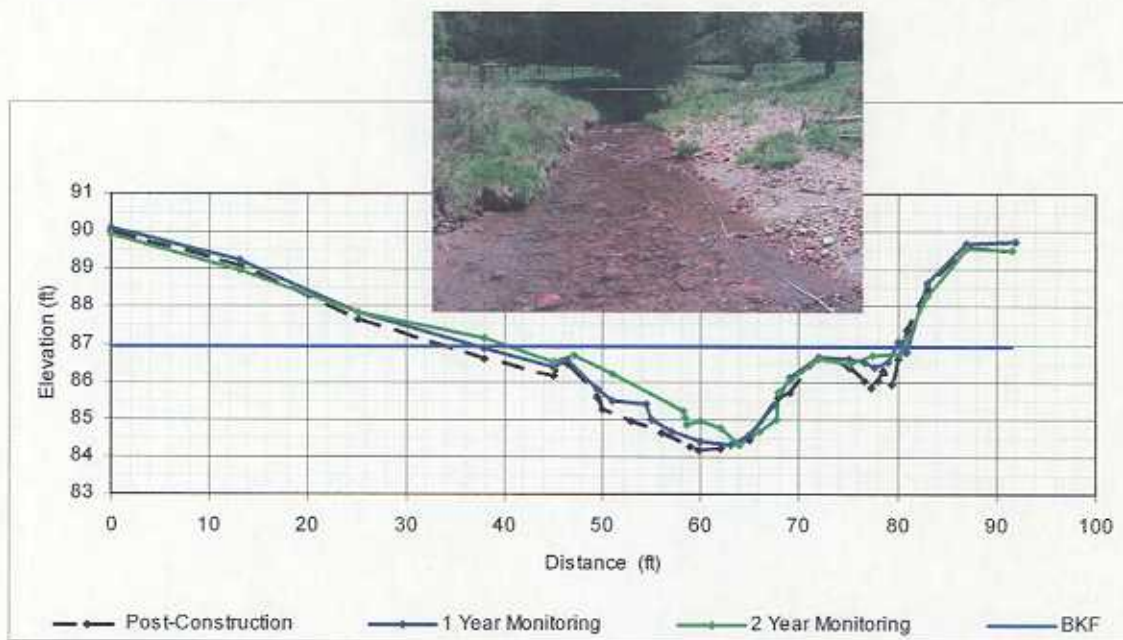 91
90
89
88
87
86
85
84
83
Elevation (ft)
0 10 20 30 40 50 60 70 80 90 100
Distance (ft)
Post-Construction 1 Year Monitoring 2 Year Monitoring BKF